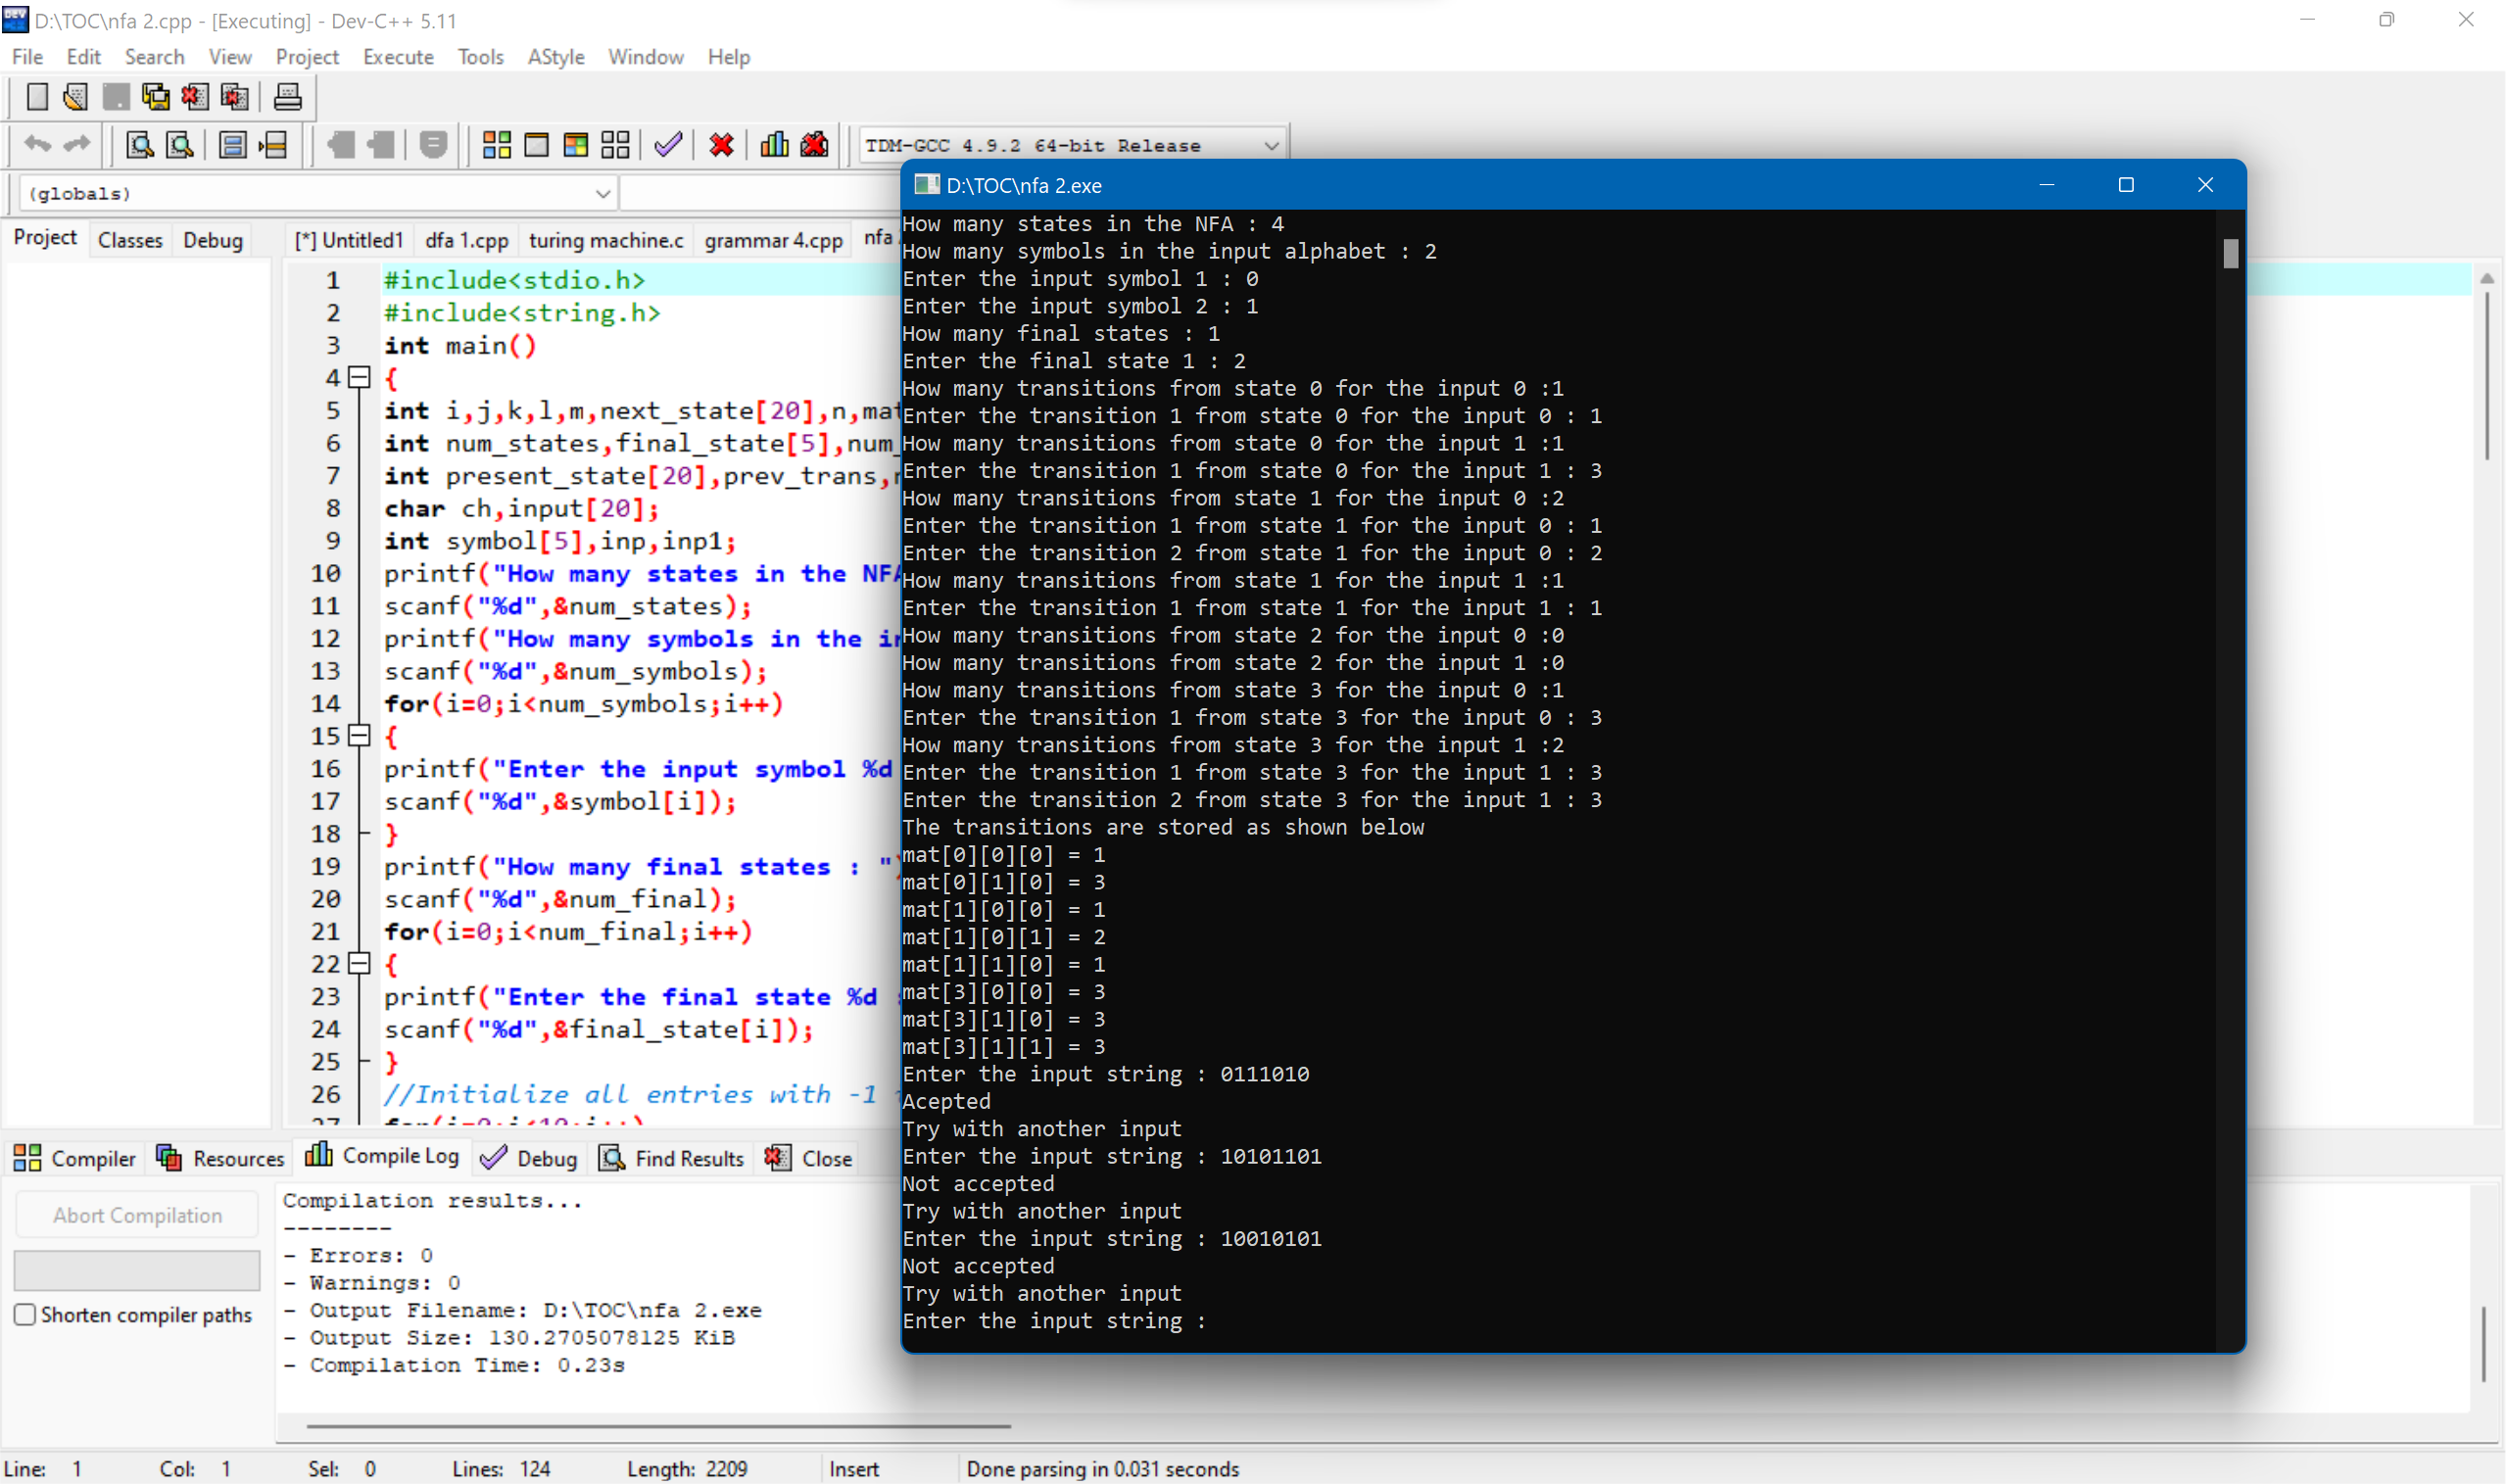 D:\TOC\nfa 2.cpp - [Executing] - Dev-C++ 5.11
File Edit Search View Project Execute Tools AStyle Window Help
TDM-GCC 4.9.2 64-bit Release
(globals)
Project Classes Debug
[*] Untitled1 dfa 1.cpp turing machine.c grammar 4.cpp nfa
1 #include<stdio.h>
2 #include<string.h>
3 int main()
4 {
5 int i,j,k,l,m,next_state[20],n,mat
6 int num_states,final_state[5],num_
7 int present_state[20],prev_trans,
8 char ch,input[20];
9 int symbol[5],inp,inp1;
10 printf("How many states in the NFA
11 scanf("%d",&num_states);
12 printf("How many symbols in the in
13 scanf("%d",&num_symbols);
14 for(i=0;i<num_symbols;i++)
15 {
16 printf("Enter the input symbol %d
17 scanf("%d",&symbol[i]);
18 }
19 printf("How many final states : ")
20 scanf("%d",&num_final);
21 for(i=0;i<num_final;i++)
22 {
23 printf("Enter the final state %d :
24 scanf("%d",&final_state[i]);
25 }
26 //Initialize all entries with -1
D:\TOC\nfa 2.exe
How many states in the NFA : 4
How many symbols in the input alphabet : 2
Enter the input symbol 1 : 0
Enter the input symbol 2 : 1
How many final states : 1
Enter the final state 1 : 2
How many transitions from state 0 for the input 0 :1
Enter the transition 1 from state 0 for the input 0 : 1
How many transitions from state 0 for the input 1 :1
Enter the transition 1 from state 0 for the input 1 : 3
How many transitions from state 1 for the input 0 :2
Enter the transition 1 from state 1 for the input 0 : 1
Enter the transition 2 from state 1 for the input 0 : 2
How many transitions from state 1 for the input 1 :1
Enter the transition 1 from state 1 for the input 1 : 1
How many transitions from state 2 for the input 0 :0
How many transitions from state 2 for the input 1 :0
How many transitions from state 3 for the input 0 :1
Enter the transition 1 from state 3 for the input 0 : 3
How many transitions from state 3 for the input 1 :2
Enter the transition 1 from state 3 for the input 1 : 3
Enter the transition 2 from state 3 for the input 1 : 3
The transitions are stored as shown below
mat[0][0][0] = 1
mat[0][1][0] = 3
mat[1][0][0] = 1
mat[1][0][1] = 2
mat[1][1][0] = 1
mat[3][0][0] = 3
mat[3][1][0] = 3
mat[3][1][1] = 3
Enter the input string : 0111010
Acepted
Try with another input
Enter the input string : 10101101
Not accepted
Try with another input
Enter the input string : 10010101
Not accepted
Try with another input
Enter the input string :
Compiler Resources Compile Log Debug Find Results Close
Abort Compilation
Shorten compiler paths
Compilation results...
--------
- Errors: 0
- Warnings: 0
- Output Filename: D:\TOC\nfa 2.exe
- Output Size: 130.2705078125 KiB
- Compilation Time: 0.23s
Line: 1 Col: 1 Sel: 0 Lines: 124 Length: 2209 Insert Done parsing in 0.031 seconds